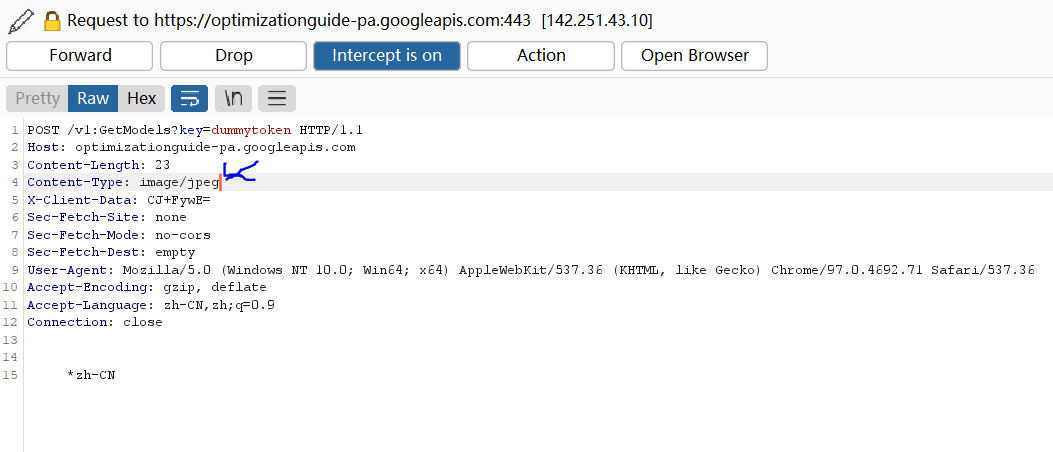 Request to https://optimizationguide-pa.googleapis.com:443 [142.251.43.10]
Forward Drop Intercept is on Action Open Browser
Pretty Raw Hex \n
1 POST /v1:GetModels?key=dummytoken HTTP/1.1
2 Host: optimizationguide-pa.googleapis.com
3 Content-Length: 23
4 Content-Type: image/jpeg
5 X-Client-Data: CJ+FywE=
6 Sec-Fetch-Site: none
7 Sec-Fetch-Mode: no-cors
8 Sec-Fetch-Dest: empty
9 User-Agent: Mozilla/5.0 (Windows NT 10.0; Win64; x64) AppleWebKit/537.36 (KHTML, like Gecko) Chrome/97.0.4692.71 Safari/537.36
10 Accept-Encoding: gzip, deflate
11 Accept-Language: zh-CN,zh;q=0.9
12 Connection: close
13
14
15 *zh-CN